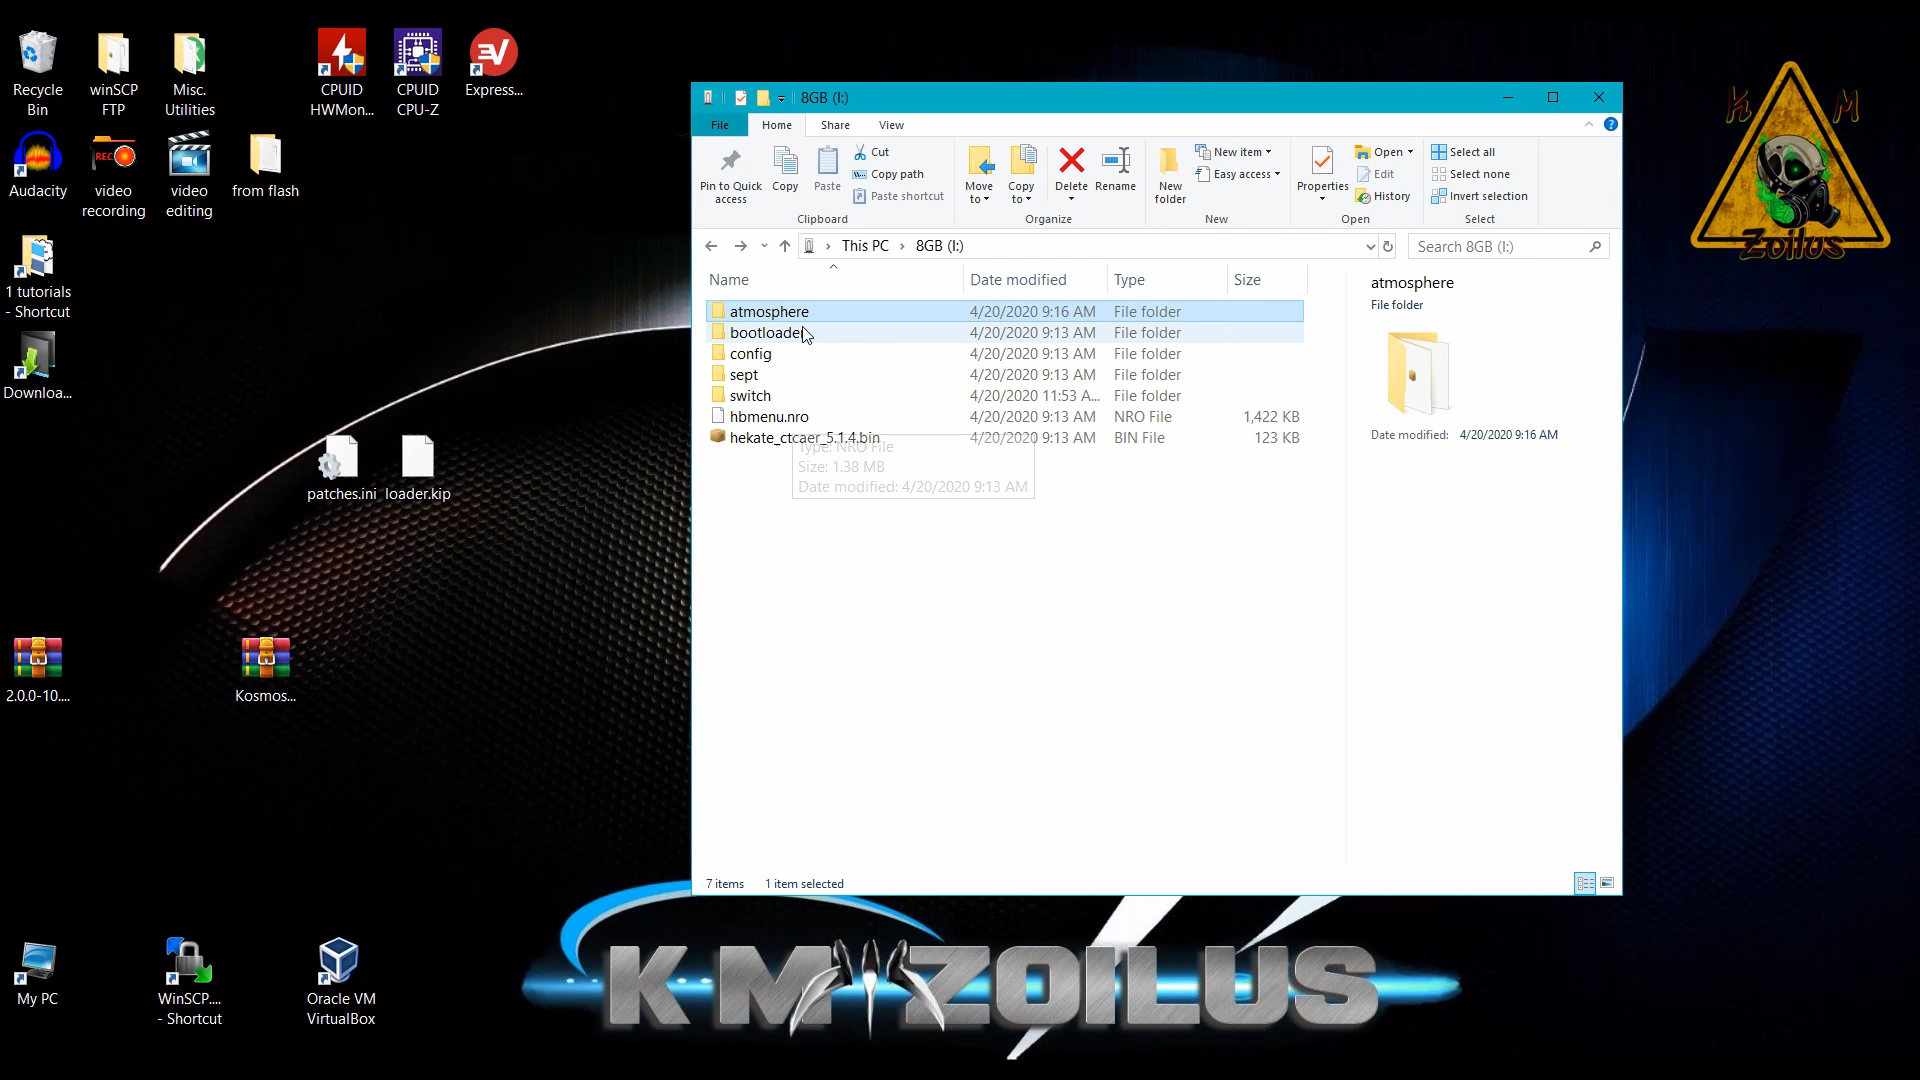 Recycle
Bin
winSCP
FTP
Misc.
Utilities
CPUID
HWMon...
CPUID
CPU-Z
EV
Express...
Audacity
REC
video
recording
video
editing
from flash
1 tutorials
- Shortcut
Downloa...
patches.ini
loader.kip
2.0.0-10....
Kosmos...
My PC
WinSCP....
- Shortcut
Oracle VM
VirtualBox
8GB (I:)
File
Home
Share
View
Pin to Quick
access
Copy
Paste
Cut
Copy path
Paste shortcut
Clipboard
Move
to
Copy
to
Delete
Rename
Organize
New
folder
New item
Easy access
New
Properties
Open
Edit
History
Open
Select all
Select none
Invert selection
Select
This PC > 8GB (I:)
Search 8GB (I:)
Name Date modified Type Size
atmosphere 4/20/2020 9:16 AM File folder
bootloader 4/20/2020 9:13 AM File folder
config 4/20/2020 9:13 AM File folder
sept 4/20/2020 9:13 AM File folder
switch 4/20/2020 11:53 A... File folder
hbmenu.nro 4/20/2020 9:13 AM NRO File 1,422 KB
hekate_ctcaer_5.1.4.bin 4/20/2020 9:13 AM BIN File 123 KB
Type: NRO File
Size: 1.38 MB
Date modified: 4/20/2020 9:13 AM
atmosphere
File folder
Date modified: 4/20/2020 9:16 AM
7 items 1 item selected
K M
Zoilus
KM ZOILUS